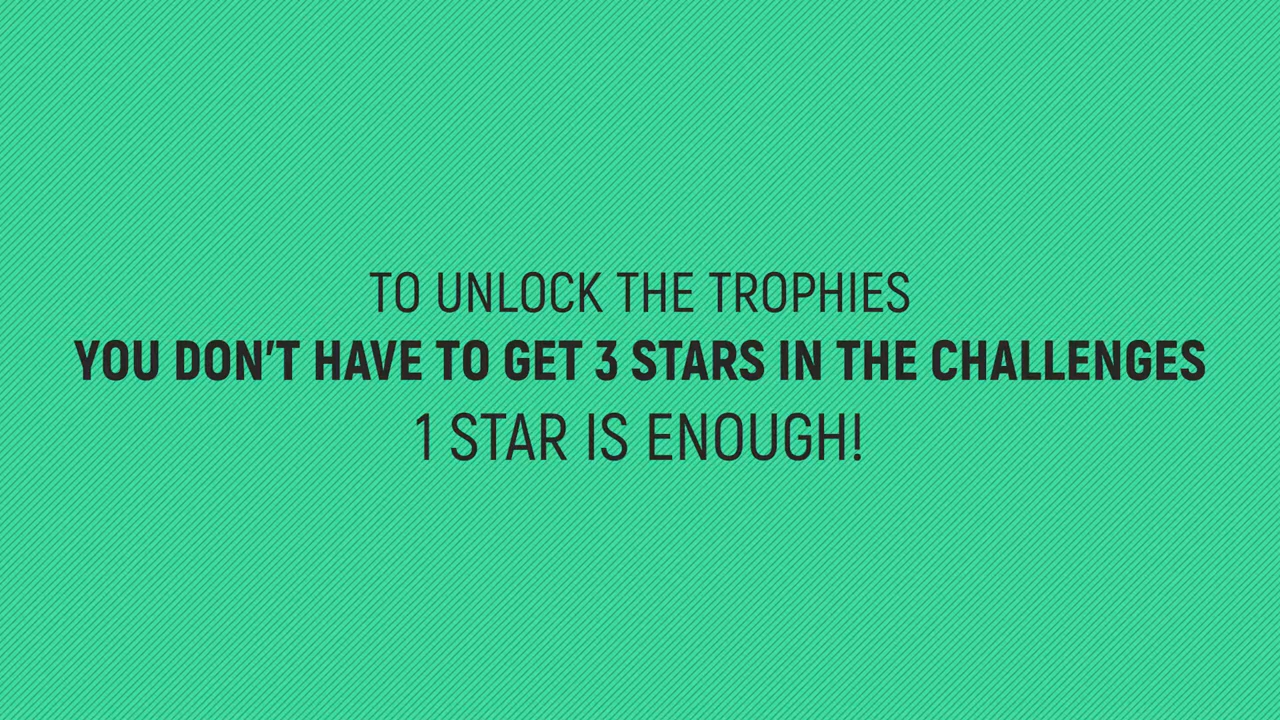 TO UNLOCK THE TROPHIES
YOU DON'T HAVE TO GET 3 STARS IN THE CHALLENGES
1 STAR IS ENOUGH!